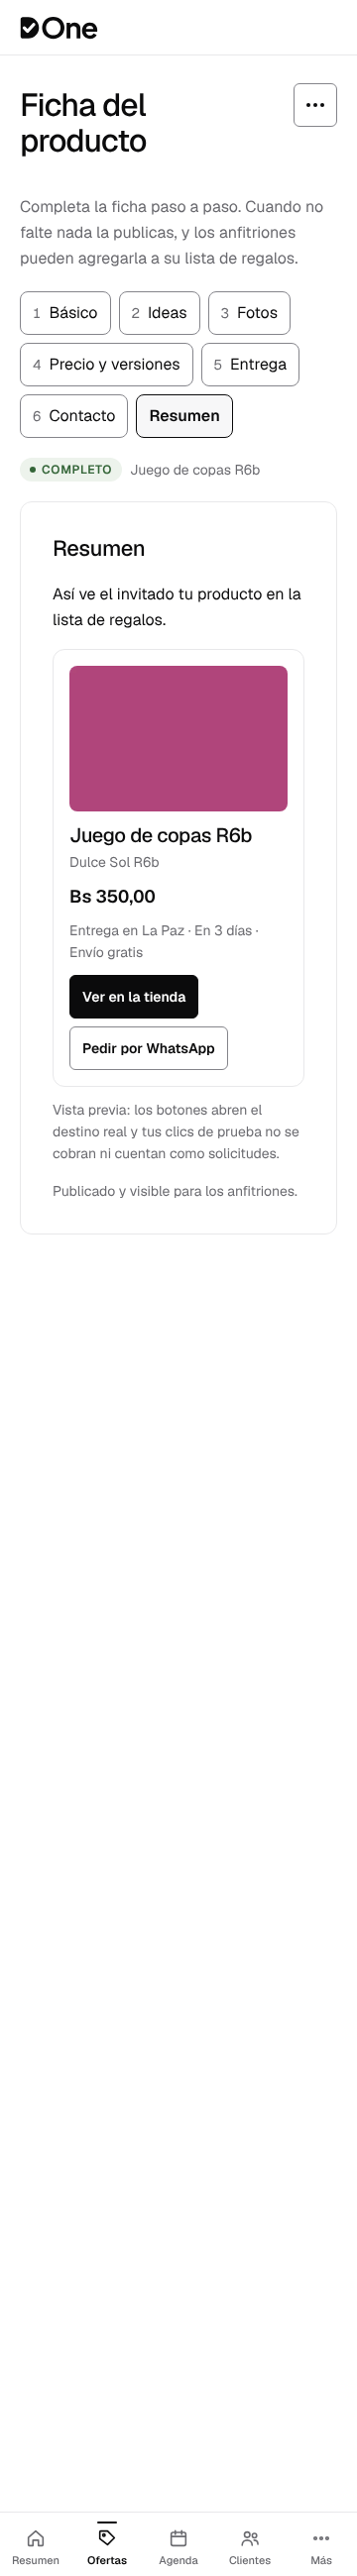 One
Ficha del
producto
Completa la ficha paso a paso. Cuando no
falte nada la publicas, y los anfitriones
pueden agregarla a su lista de regalos.
1 Básico 2 Ideas 3 Fotos
4 Precio y versiones 5 Entrega
6 Contacto Resumen
COMPLETO Juego de copas R6b
Resumen
Así ve el invitado tu producto en la
lista de regalos.
Juego de copas R6b
Dulce Sol R6b
Bs 350,00
Entrega en La Paz · En 3 días ·
Envío gratis
Ver en la tienda
Pedir por WhatsApp
Vista previa: los botones abren el
destino real y tus clics de prueba no se
cobran ni cuentan como solicitudes.
Publicado y visible para los anfitriones.
Resumen Ofertas Agenda Clientes Más